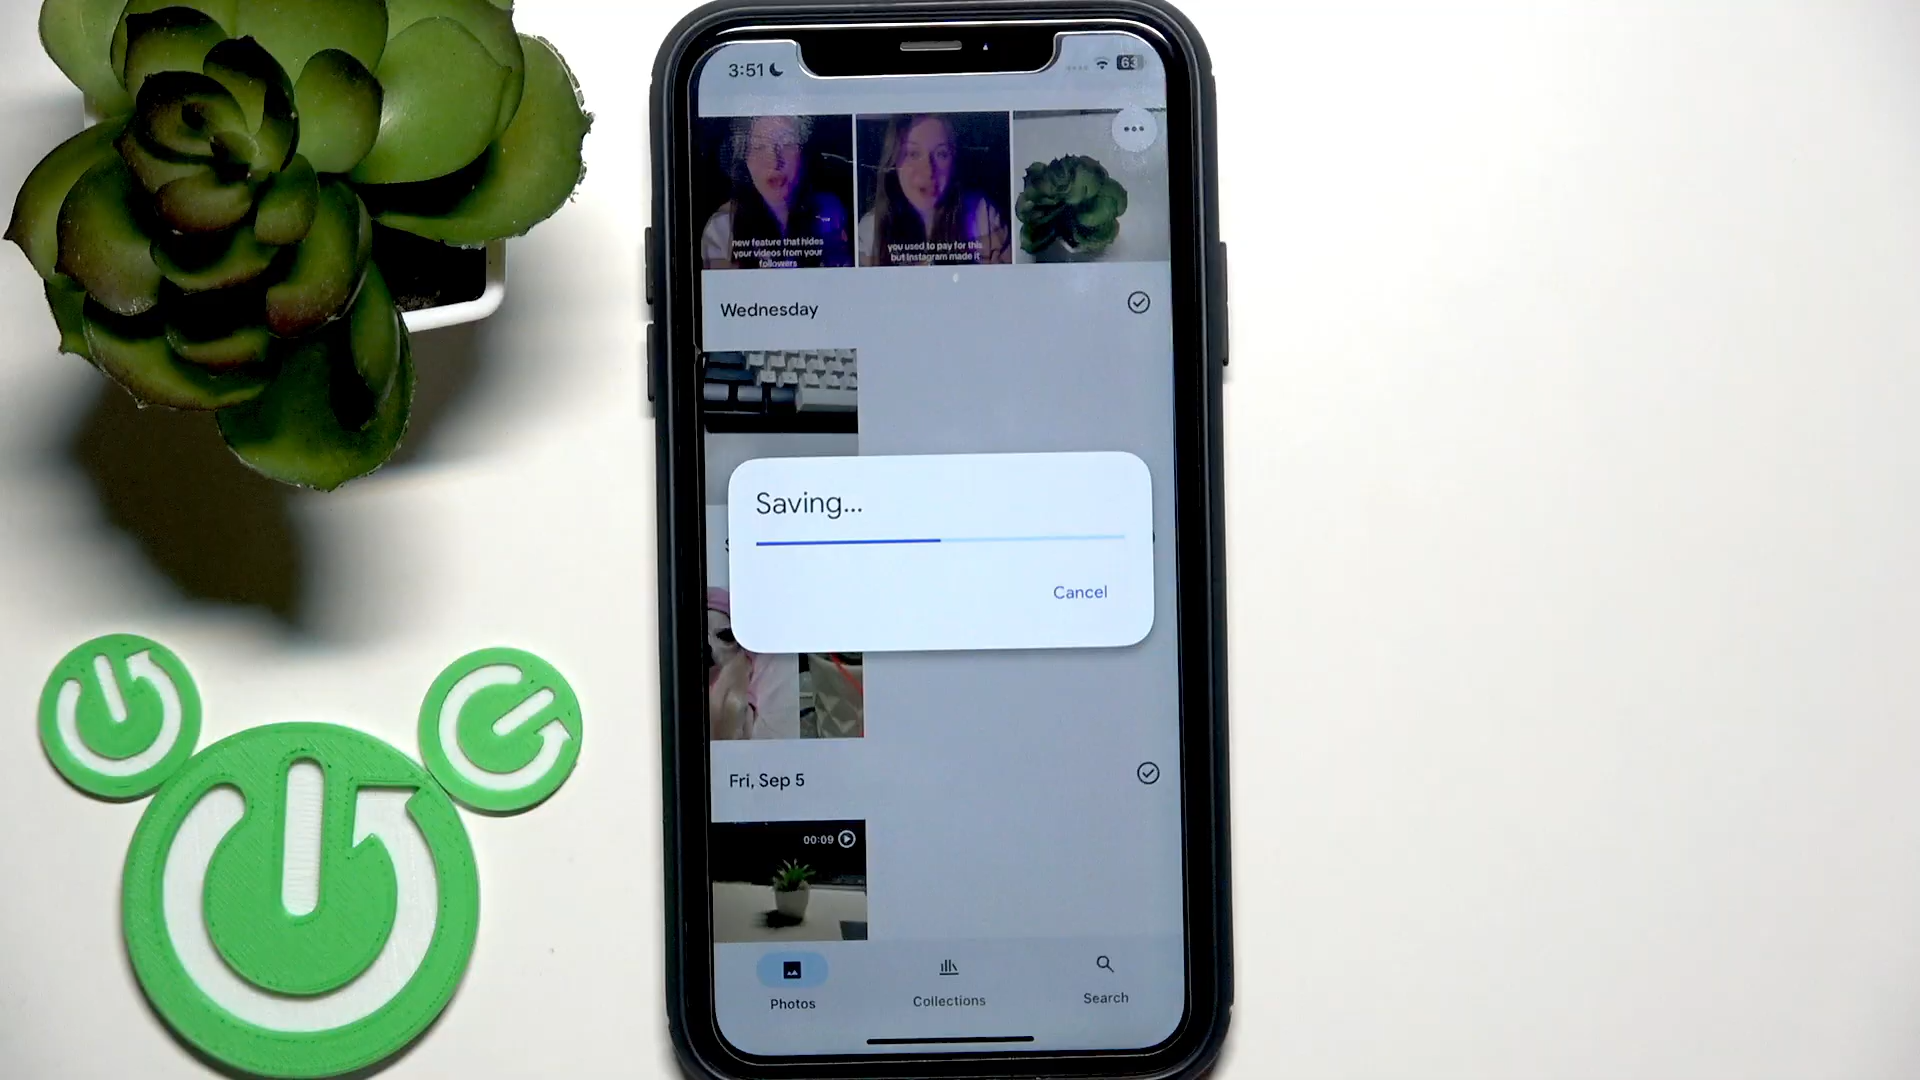 3:51
63
new feature that hides
your videos from your
followers
you used to pay for this
but Instagram made it
Wednesday
Saving...
Cancel
Fri, Sep 5
00:09
Photos
Collections
Search